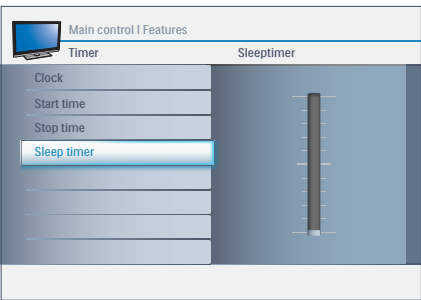 Main control l Features
Timer
Sleeptimer
Clock
Start time
Stop time
Sleep timer